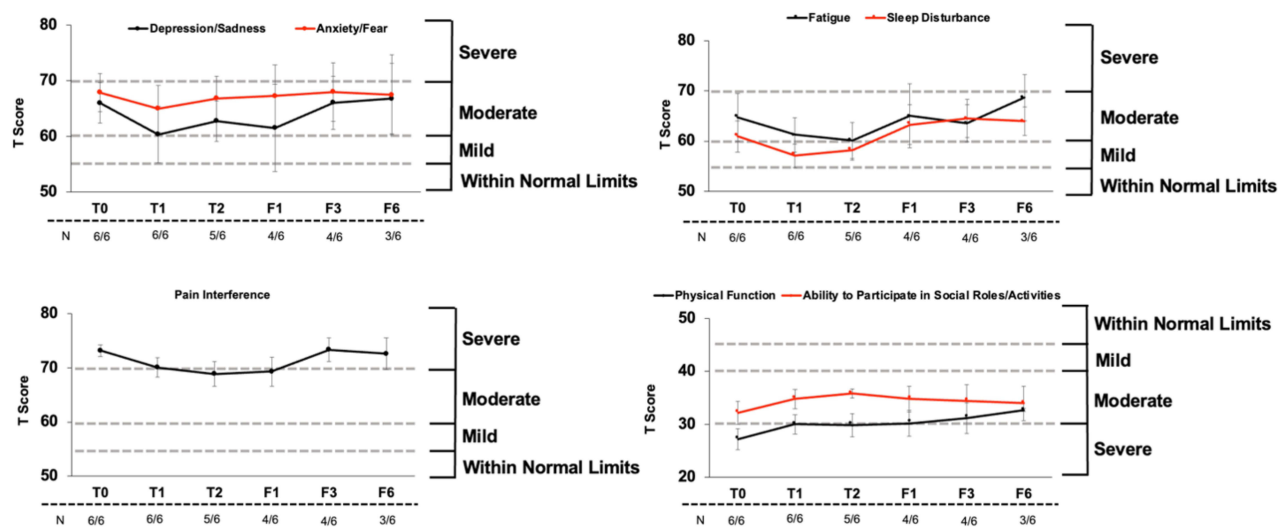 Depression/Sadness Anxiety/Fear
80
70
60
50
T Score
Severe
Moderate
Mild
Within Normal Limits
T0 T1 T2 F1 F3 F6
N 6/6 6/6 5/6 4/6 4/6 3/6
Fatigue Sleep Disturbance
80
70
60
50
T Score
Severe
Moderate
Mild
Within Normal Limits
T0 T1 T2 F1 F3 F6
N 6/6 6/6 5/6 4/6 4/6 3/6
Pain Interference
80
70
60
50
T Score
Severe
Moderate
Mild
Within Normal Limits
T0 T1 T2 F1 F3 F6
N 6/6 6/6 5/6 4/6 4/6 3/6
Physical Function Ability to Participate in Social Roles/Activities
50
40
30
20
T Score
Within Normal Limits
Mild
Moderate
Severe
T0 T1 T2 F1 F3 F6
N 6/6 6/6 5/6 4/6 4/6 3/6